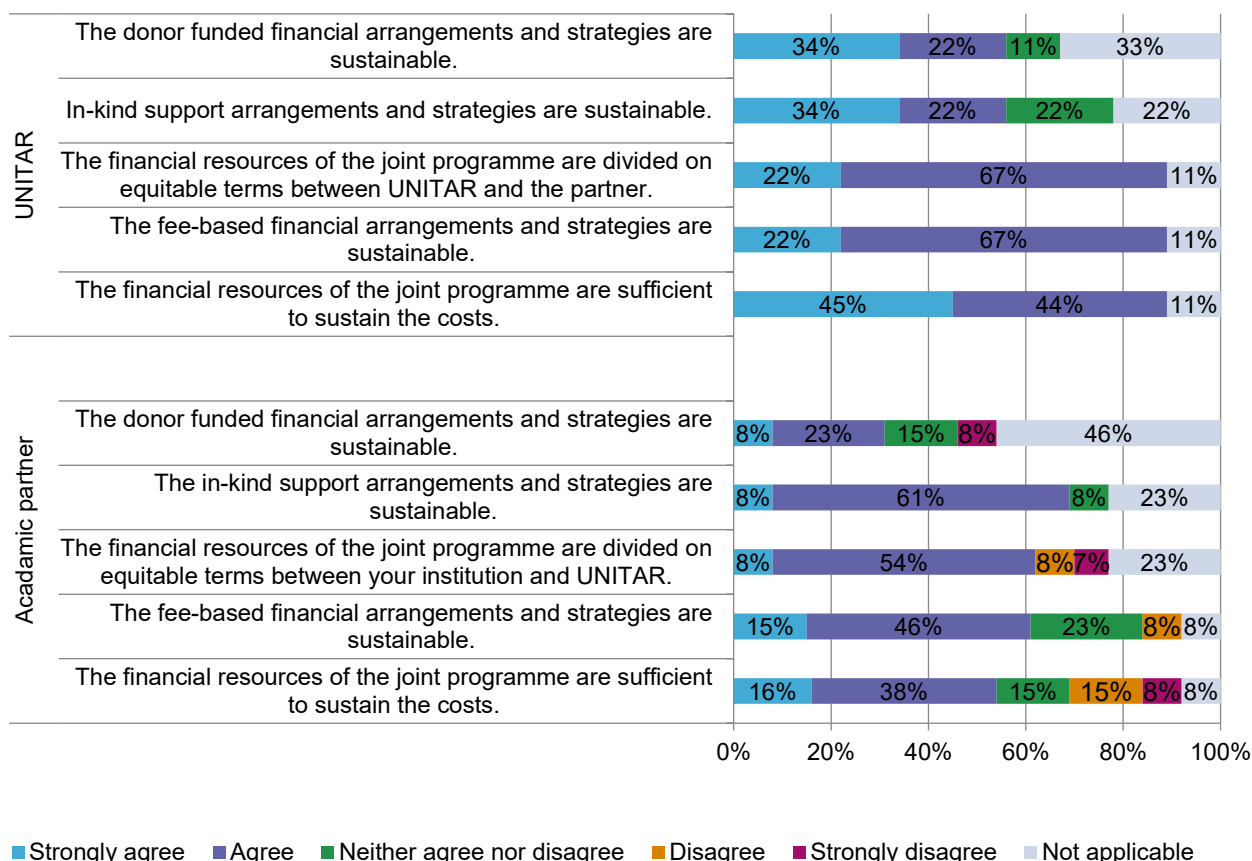 UNITAR
The donor funded financial arrangements and strategies are
sustainable.
34% 22% 11% 33%
In-kind support arrangements and strategies are sustainable.
34% 22% 22% 22%
The financial resources of the joint programme are divided on
equitable terms between UNITAR and the partner.
22% 67% 11%
The fee-based financial arrangements and strategies are
sustainable.
22% 67% 11%
The financial resources of the joint programme are sufficient
to sustain the costs.
45% 44% 11%
Acadamic partner
The donor funded financial arrangements and strategies are
sustainable.
8% 23% 15% 8% 46%
The in-kind support arrangements and strategies are
sustainable.
8% 61% 8% 23%
The financial resources of the joint programme are divided on
equitable terms between your institution and UNITAR.
8% 54% 8% 7% 23%
The fee-based financial arrangements and strategies are
sustainable.
15% 46% 23% 8% 8%
The financial resources of the joint programme are sufficient
to sustain the costs.
16% 38% 15% 15% 8% 8%
0% 20% 40% 60% 80% 100%
Strongly agree Agree Neither agree nor disagree Disagree Strongly disagree Not applicable